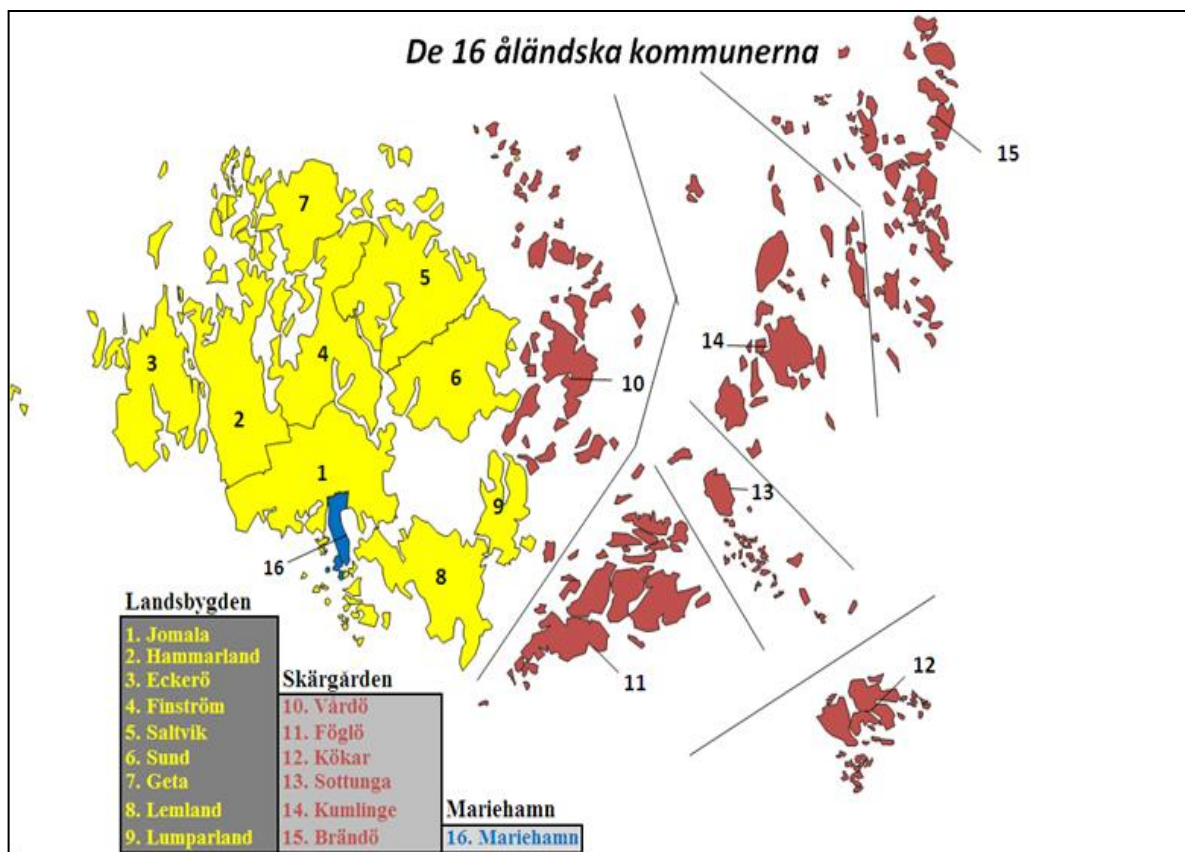 De 16 åländska kommunerna
15
7
5
14
3
4
10
6
2
1
13
9
16
8
12
11
Landsbygden
1. Jomala
2. Hammarland
3. Eckerö
4. Finström
5. Saltvik
6. Sund
7. Geta
8. Lemland
9. Lumparland
Skärgården
10. Vårdö
11. Föglö
12. Kökar
13. Sottunga
14. Kumlinge
15. Brändö
Mariehamn
16. Mariehamn